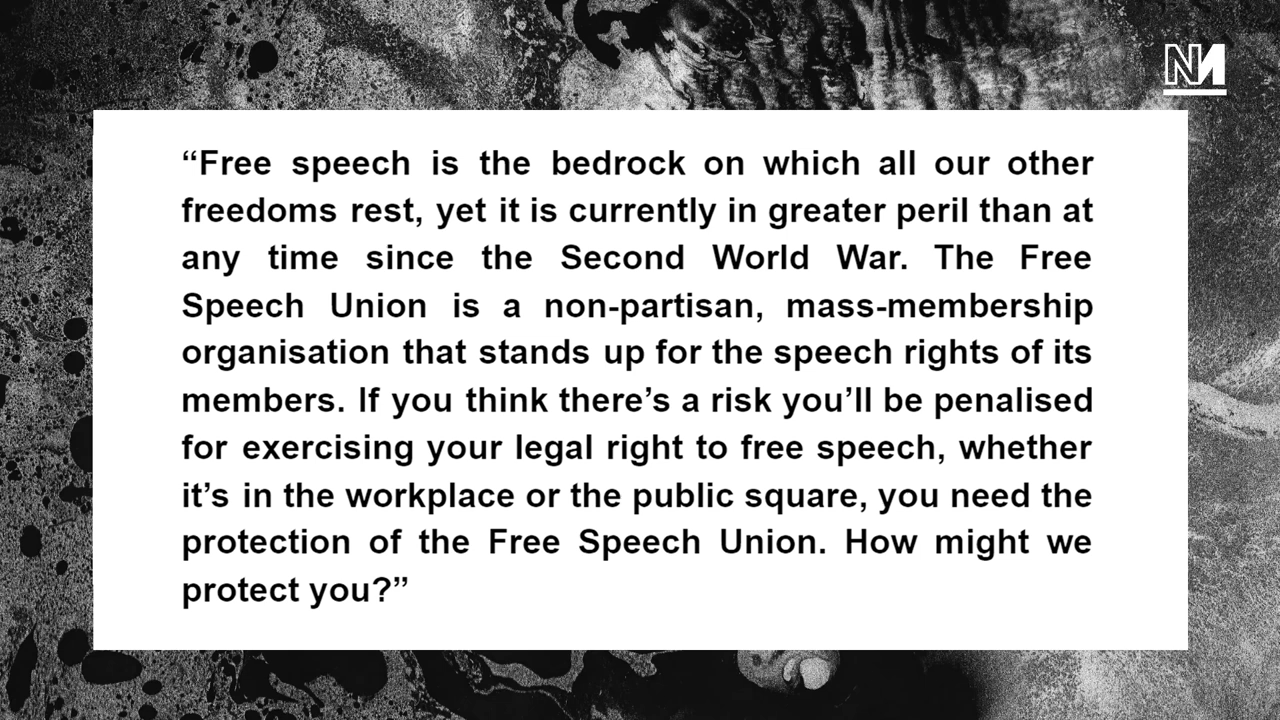 NM
“Free speech is the bedrock on which all our other
freedoms rest, yet it is currently in greater peril than at
any time since the Second World War. The Free
Speech Union is a non-partisan, mass-membership
organisation that stands up for the speech rights of its
members. If you think there’s a risk you’ll be penalised
for exercising your legal right to free speech, whether
it’s in the workplace or the public square, you need the
protection of the Free Speech Union. How might we
protect you?”